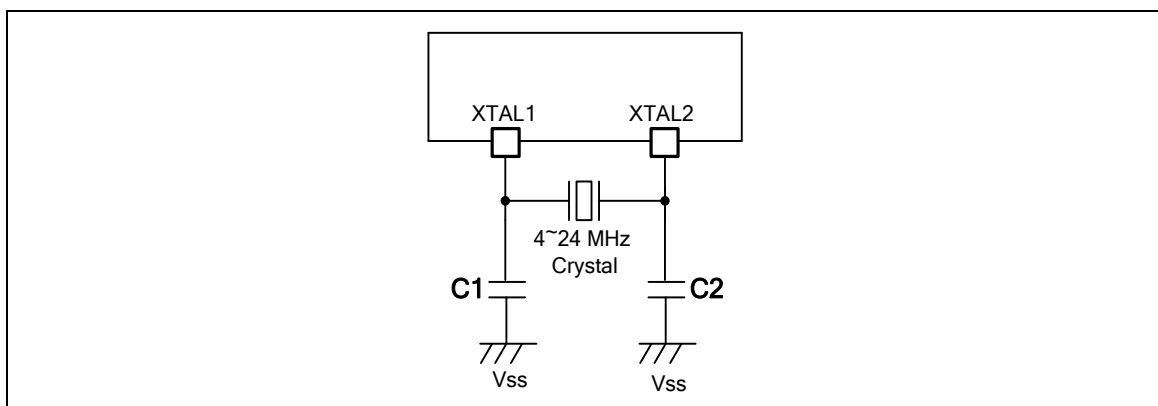 XTAL1
XTAL2
4~24 MHz
Crystal
C1
C2
Vss
Vss